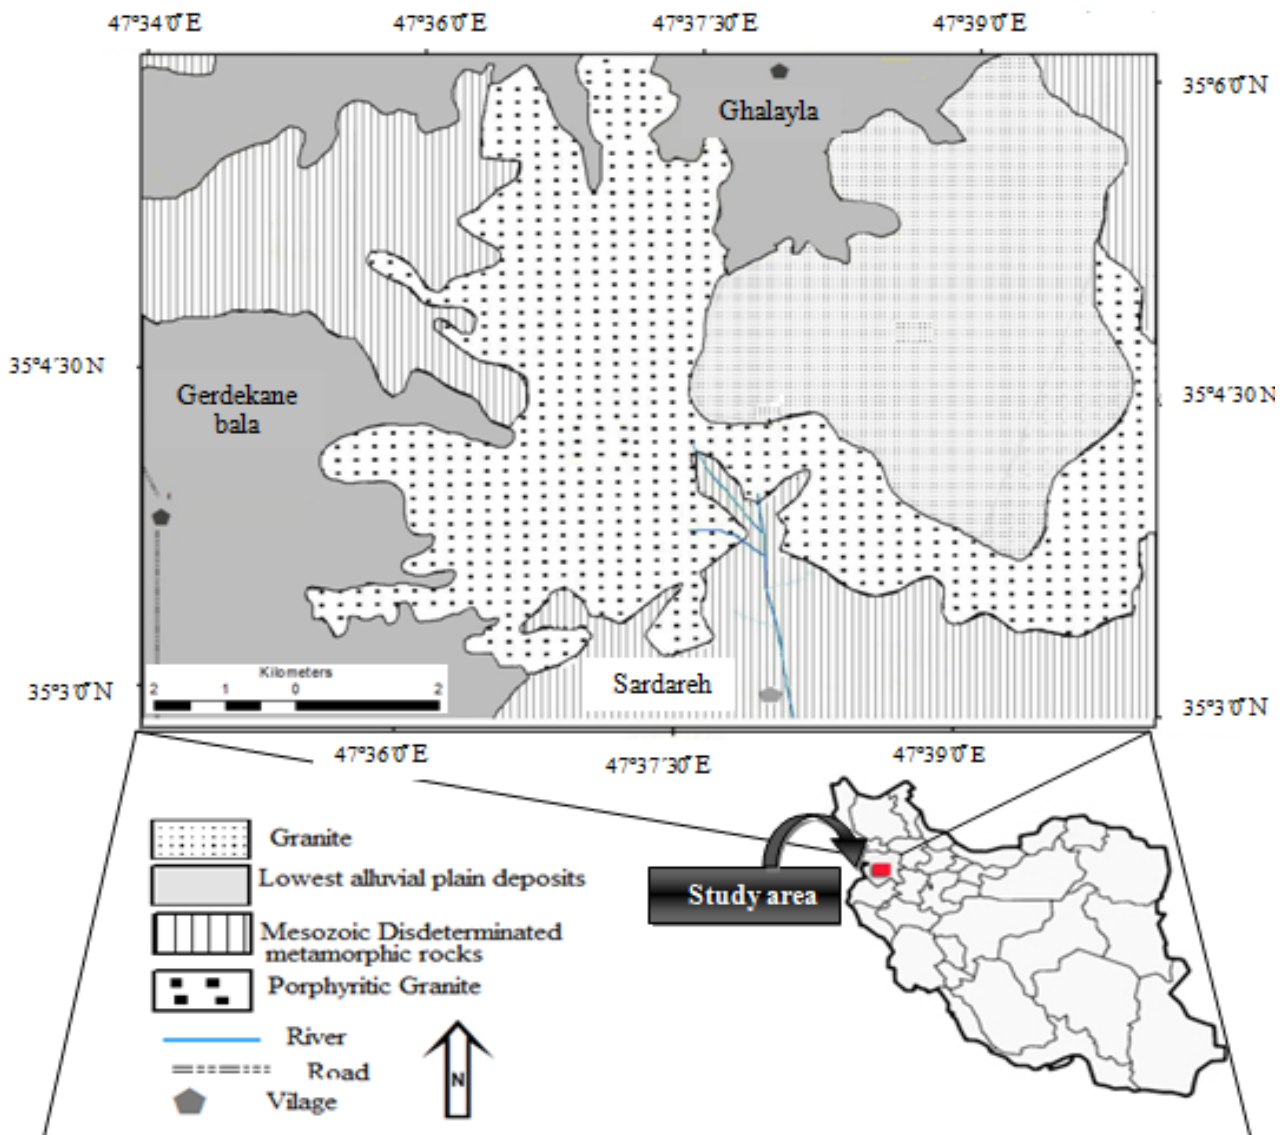 47°34′0″E 47°36′0″E 47°37′30″E 47°39′0″E
35°6′0″N
Ghalayla
35°4′30″N
35°4′30″N
Gerdekane
bala
Kilometers
2 1 0 2
Sardareh
35°3′0″N
35°3′0″N
47°36′0″E 47°37′30″E 47°39′0″E
Granite
Lowest alluvial plain deposits
Mesozoic Disdeterminated
metamorphic rocks
Porphyritic Granite
River
Road
Vilage
N
Study area